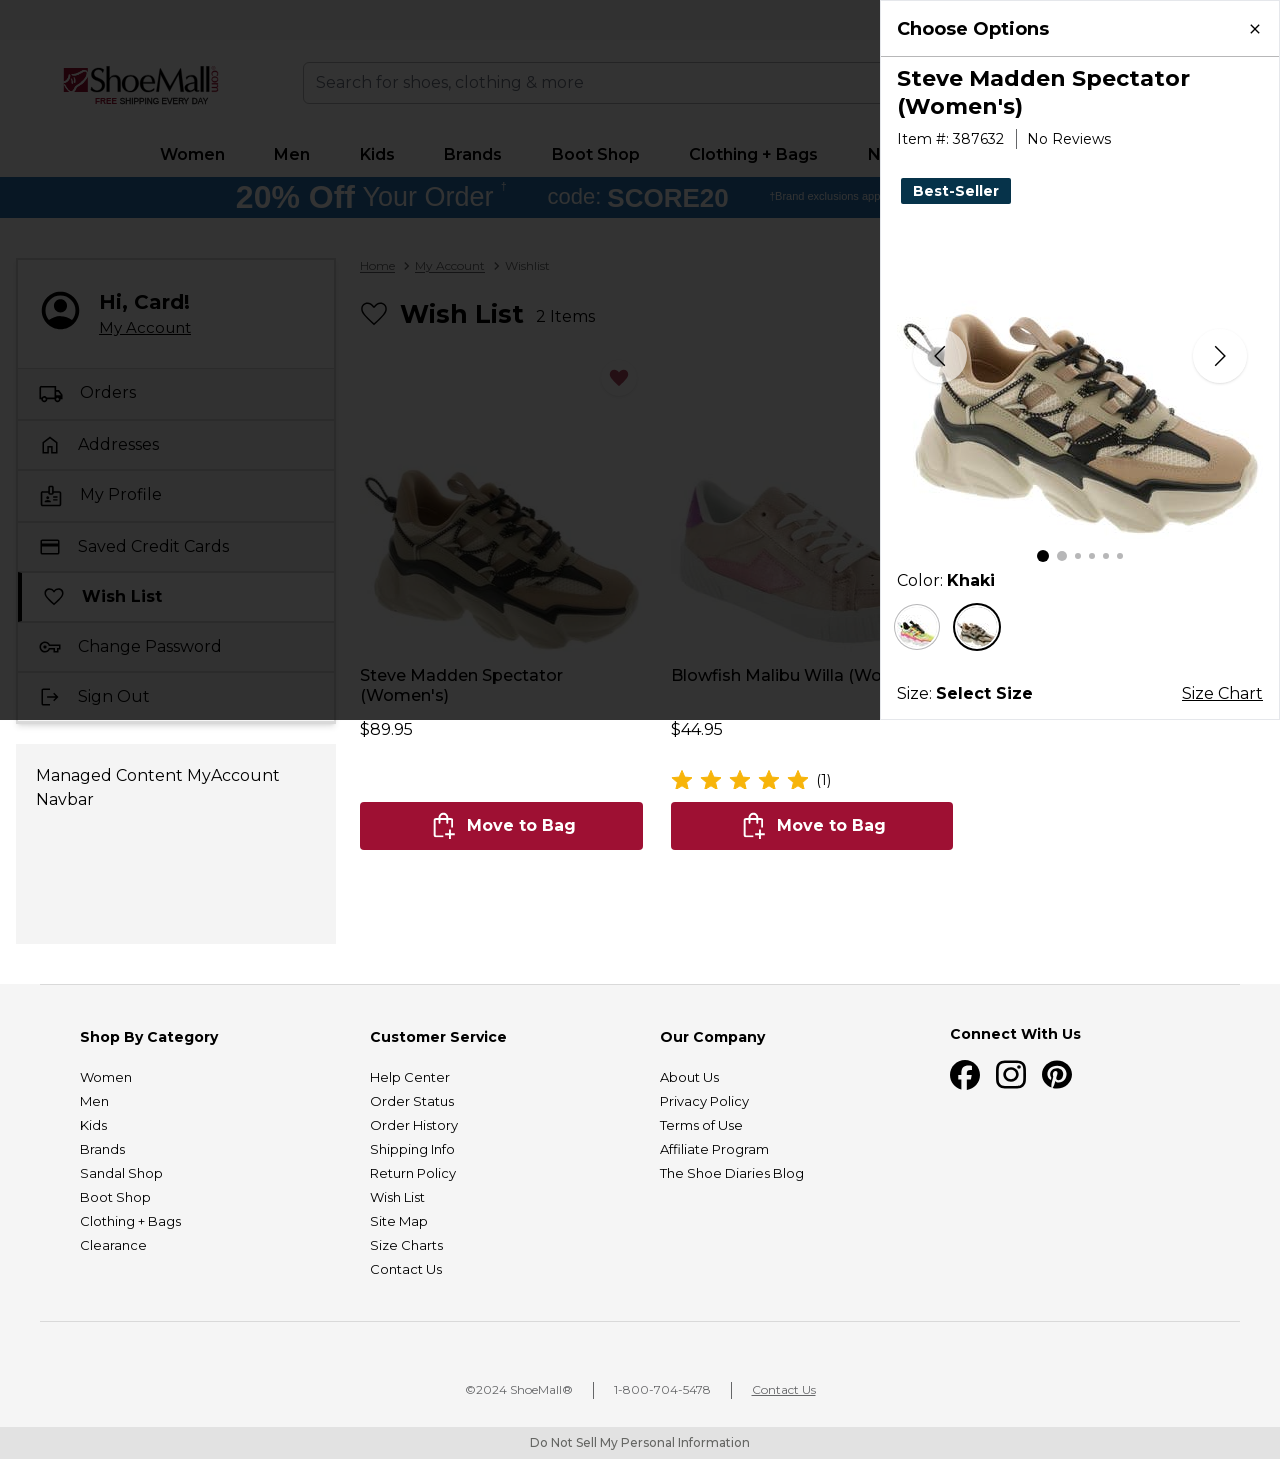 ShoeMall.com
FREE SHIPPING EVERY DAY
Search for shoes, clothing & more
Women
Men
Kids
Brands
Boot Shop
Clothing + Bags
20% Off Your Order †
code: SCORE20
†Brand exclusions
Hi, Card!
My Account
Orders
Addresses
My Profile
Saved Credit Cards
Wish List
Change Password
Sign Out
Managed Content MyAccount
Navbar
Home
My Account
Wishlist
Wish List 2 Items
Steve Madden Spectator
(Women's)
$89.95
Move to Bag
Blowfish Malibu Willa
$44.95
(1)
Move to Bag
Choose Options
×
Steve Madden Spectator
(Women's)
Item #: 387632
No Reviews
Best-Seller
Color: Khaki
Size: Select Size
Size Chart
Shop By Category
Women
Men
Kids
Brands
Sandal Shop
Boot Shop
Clothing + Bags
Clearance
Customer Service
Help Center
Order Status
Order History
Shipping Info
Return Policy
Wish List
Site Map
Size Charts
Contact Us
Our Company
About Us
Privacy Policy
Terms of Use
Affiliate Program
The Shoe Diaries Blog
Connect With Us
©2024 ShoeMall®
1-800-704-5478
Contact Us
Do Not Sell My Personal Information